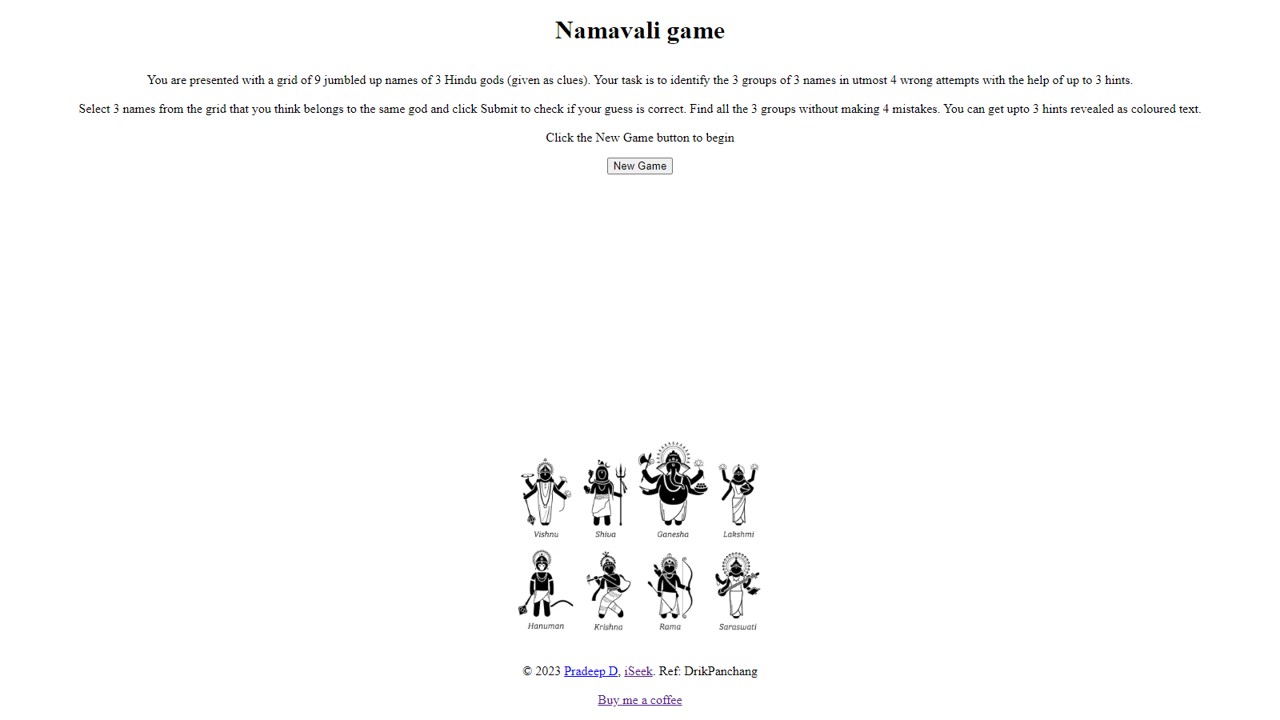 Namavali game
You are presented with a grid of 9 jumbled up names of 3 Hindu gods (given as clues). Your task is to identify the 3 groups of 3 names in utmost 4 wrong attempts with the help of up to 3 hints.
Select 3 names from the grid that you think belongs to the same god and click Submit to check if your guess is correct. Find all the 3 groups without making 4 mistakes. You can get upto 3 hints revealed as coloured text.
Click the New Game button to begin
New Game
Vishnu Shiva Ganesha Lakshmi
Hanuman Krishna Rama Saraswati
© 2023 Pradeep D, iSeek. Ref: DrikPanchang
Buy me a coffee